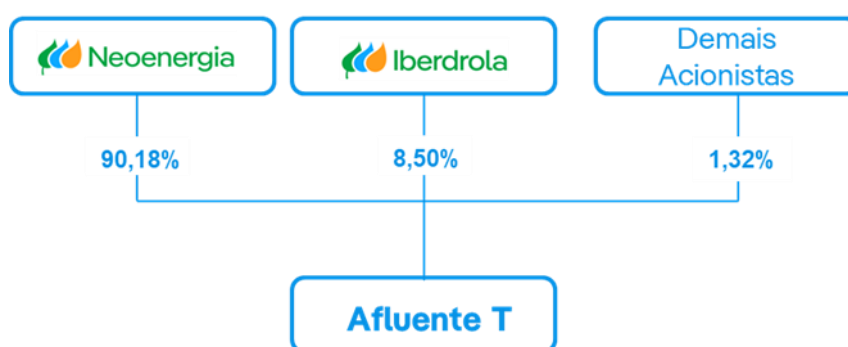 Neoenergia
Iberdrola
Demais
Acionistas
90,18%
8,50%
1,32%
Afluente T